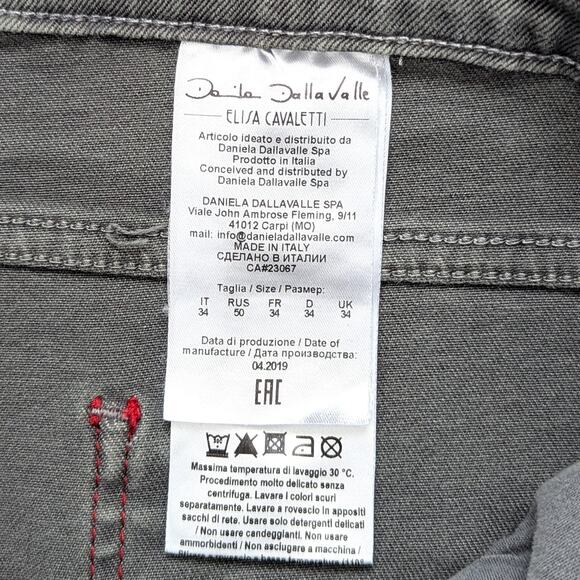 Daniela Dallavalle
ELISA CAVALETTI
Articolo ideato e distribuito da
Daniela Dallavalle Spa
Prodotto in Italia
Conceived and distributed by
Daniela Dallavalle Spa
DANIELA DALLAVALLE SPA
Viale John Ambrose Fleming, 9/11
41012 Carpi (MO)
mail: info@danieladallavalle.com
MADE IN ITALY
СДЕЛАНО В ИТАЛИИ
CA#23067
Taglia / Size / Размер:
IT RUS FR D UK
34 50 34 34 34
Data di produzione / Date of
manufacture / Дата производства:
04.2019
EAC
Massima temperatura di lavaggio 30 °C.
Procedimento molto delicato senza
centrifuga. Lavare i colori scuri
separatamente. Lavare a rovescio in appositi
sacchi di rete. Usare solo detergenti delicati
/ Non usare candeggianti. Non usare
ammorbidenti / Non asciugare a macchina /